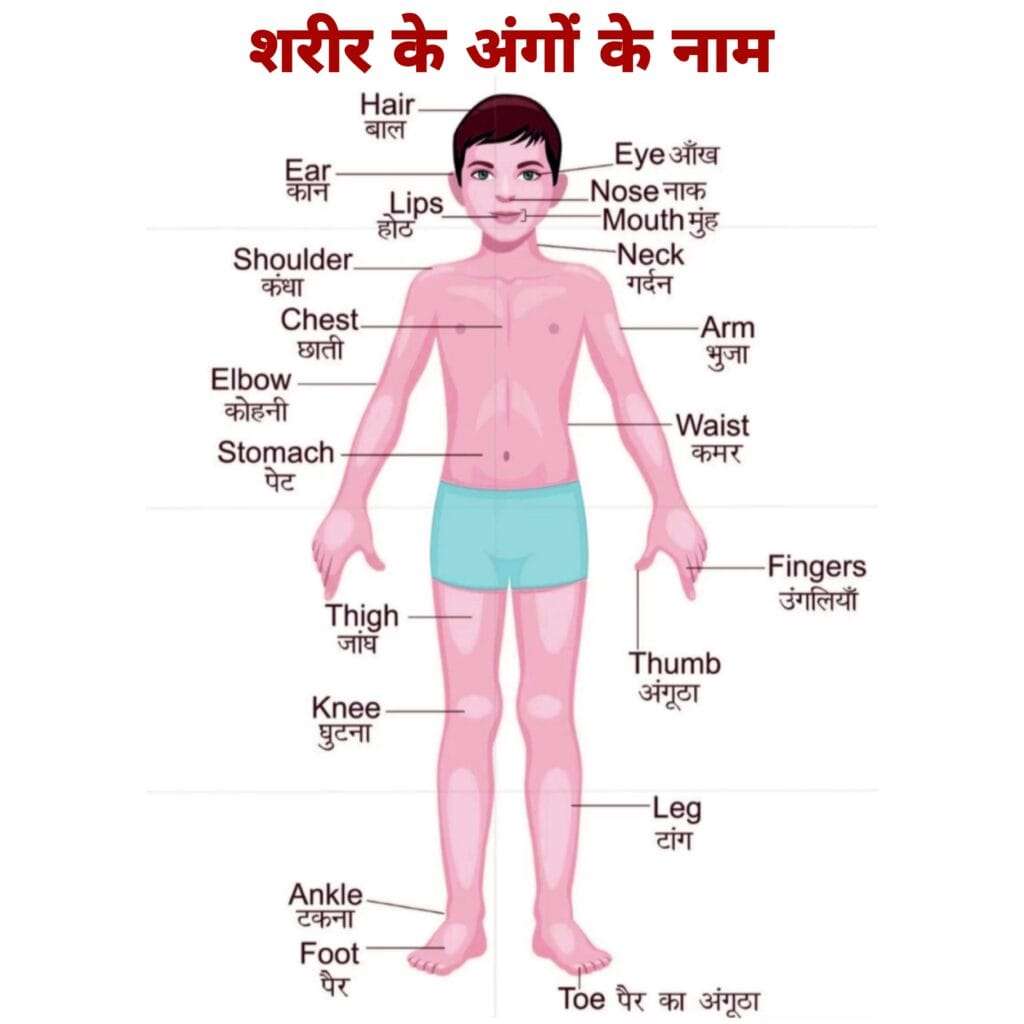 शरीर के अंगों के नाम
Hair
बाल
Ear
कान
Eye आँख
Nose नाक
Lips
होठ
Mouth मुंह
Neck
गर्दन
Shoulder
कंधा
Chest
छाती
Arm
भुजा
Elbow
कोहनी
Waist
कमर
Stomach
पेट
Fingers
उंगलियाँ
Thigh
जांघ
Thumb
अंगूठा
Knee
घुटना
Leg
टांग
Ankle
टकना
Foot
पैर
Toe पैर का अंगूठा